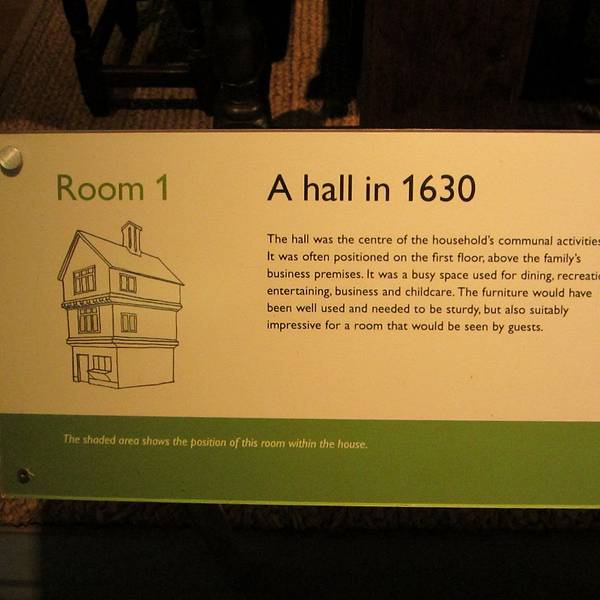 Room 1
A hall in 1630
The hall was the centre of the household's communal activities
It was often positioned on the first floor, above the family's
business premises. It was a busy space used for dining, recreatio
entertaining, business and childcare. The furniture would have
been well used and needed to be sturdy, but also suitably
impressive for a room that would be seen by guests.
The shaded area shows the position of this room within the house.